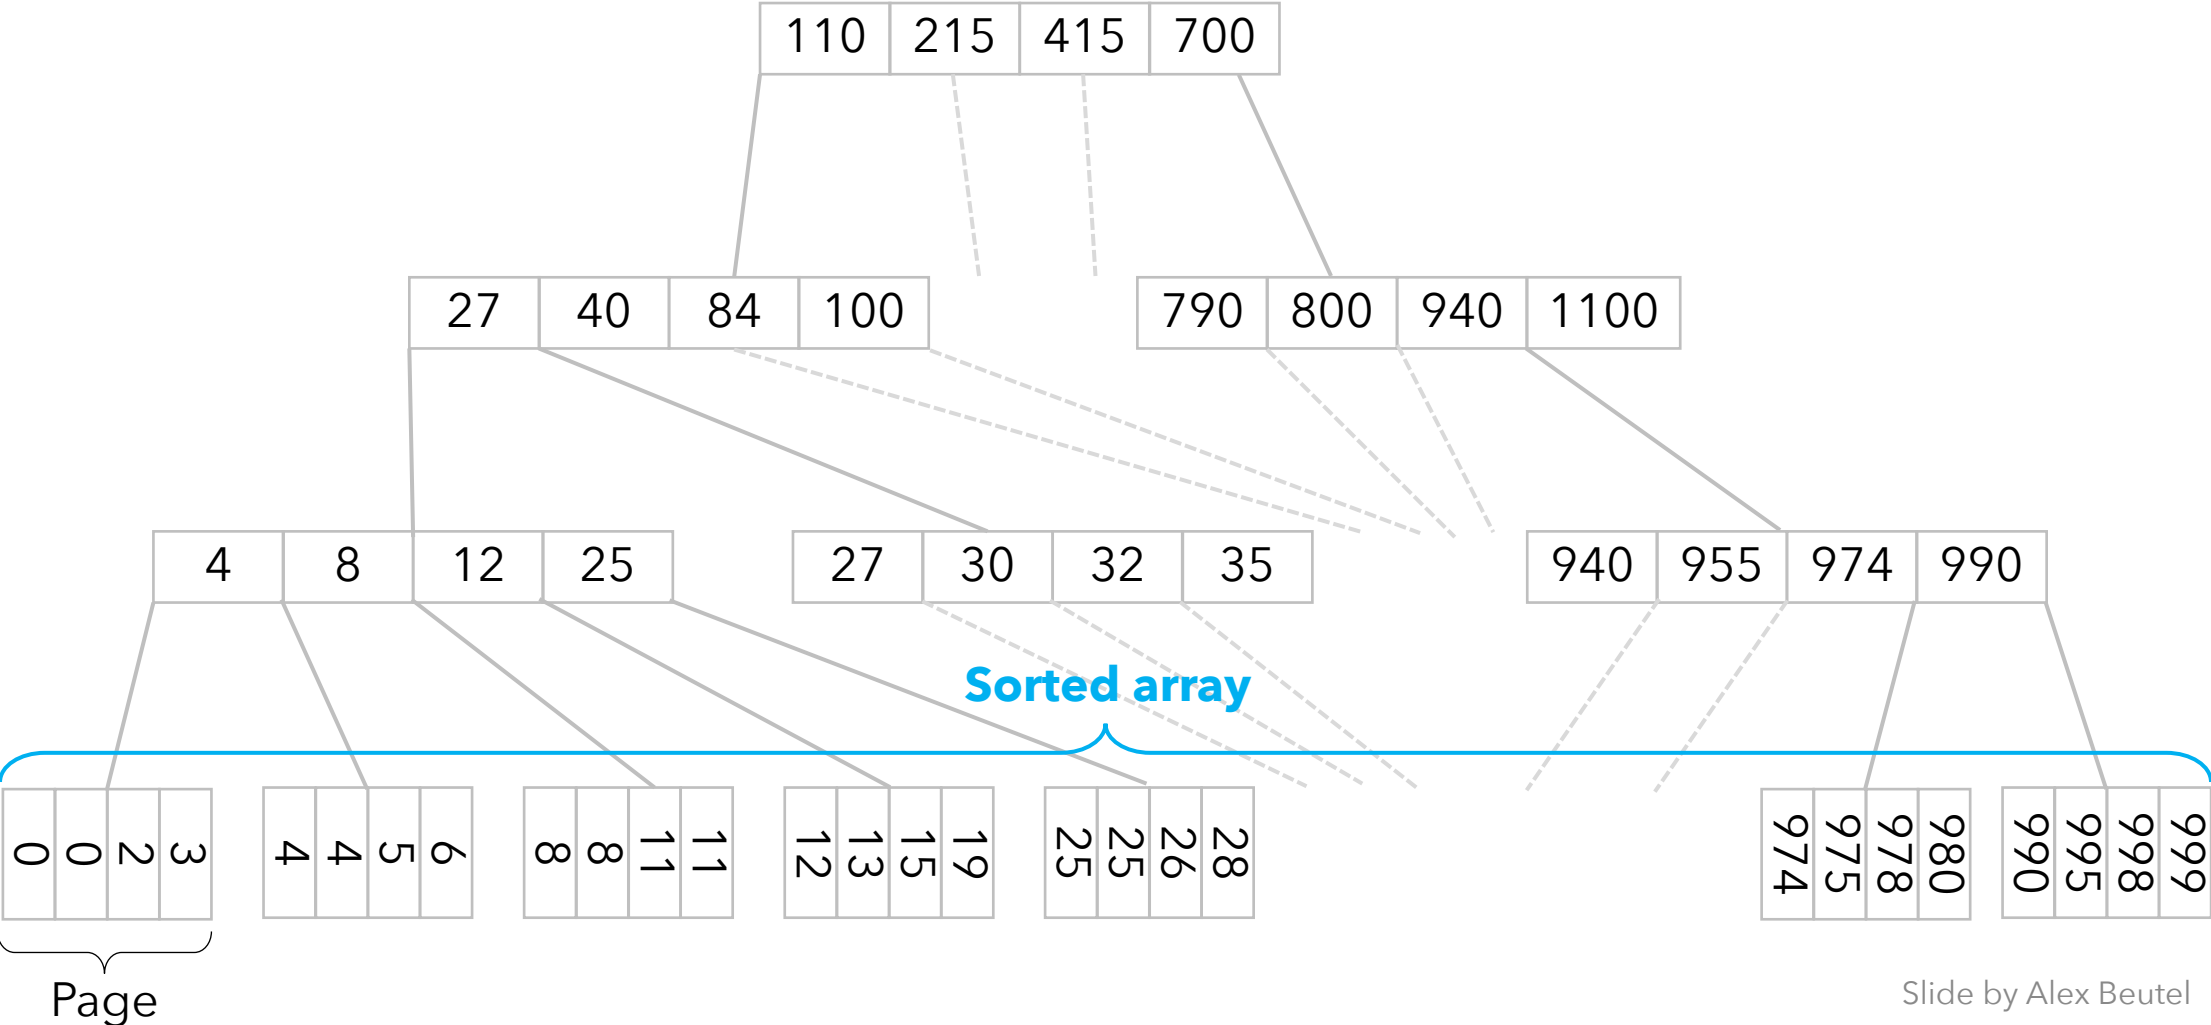 110 215 415 700
27 40 84 100 790 800 940 1100
4 8 12 25 27 30 32 35 940 955 974 990
Sorted array
0 0 2 3 4 4 5 6 8 8 11 11 12 13 15 19 25 25 26 28 974 975 978 980 990 995 998 999
Page
Slide by Alex Beutel